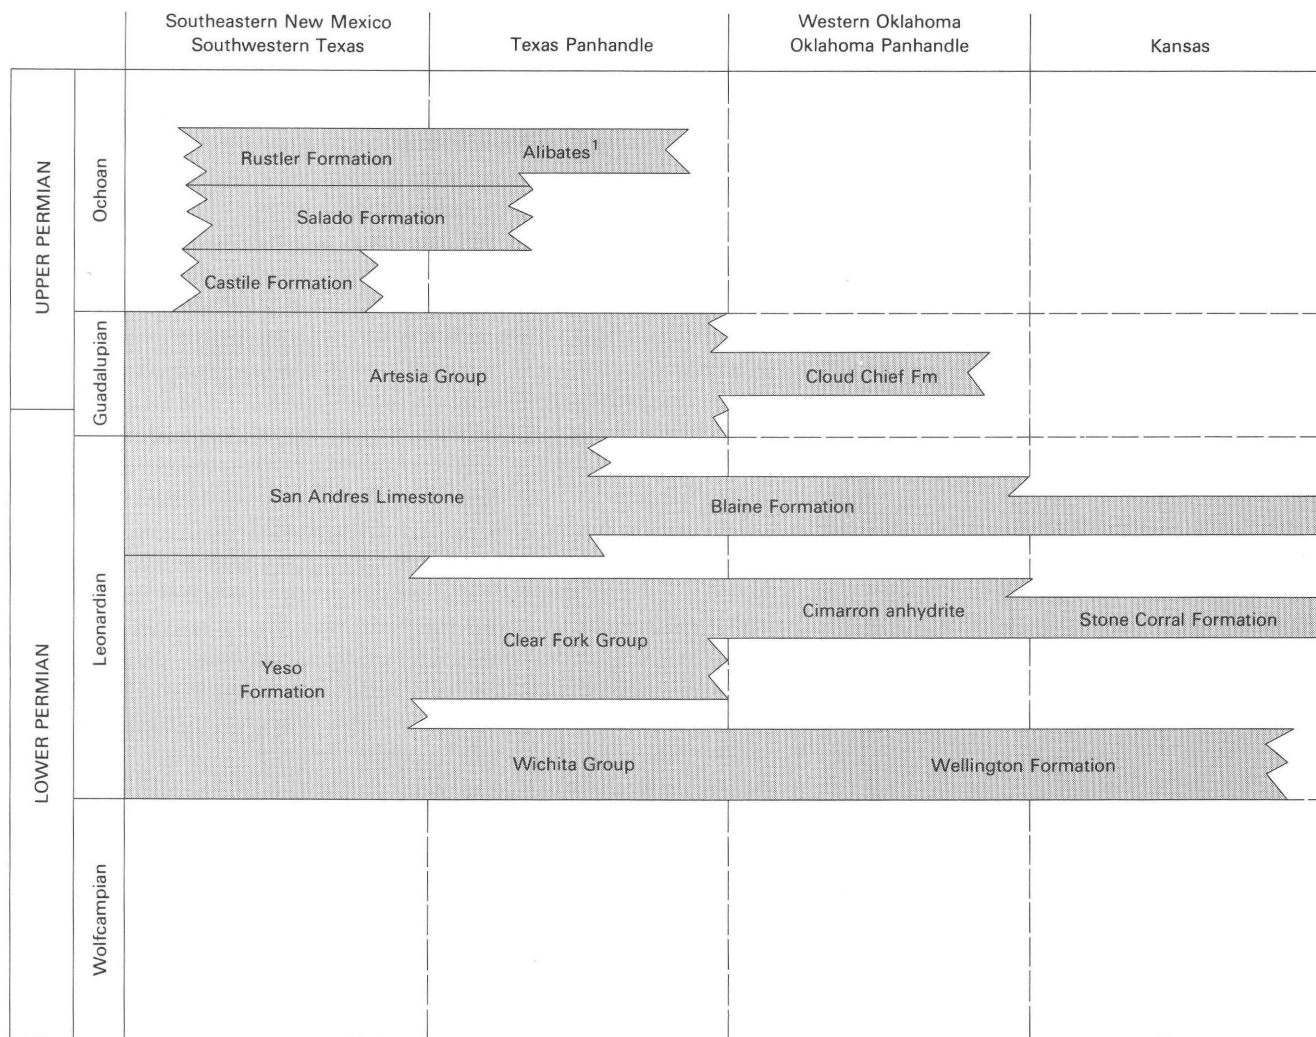 Southeastern New Mexico
Southwestern Texas
Texas Panhandle
Western Oklahoma
Oklahoma Panhandle
Kansas
UPPER PERMIAN
Ochoan
Rustler Formation
Alibates1
Salado Formation
Castile Formation
Guadalupian
Artesia Group
Cloud Chief Fm
LOWER PERMIAN
Leonardian
San Andres Limestone
Blaine Formation
Cimarron anhydrite
Stone Corral Formation
Clear Fork Group
Yeso
Formation
Wichita Group
Wellington Formation
Wolfcampian